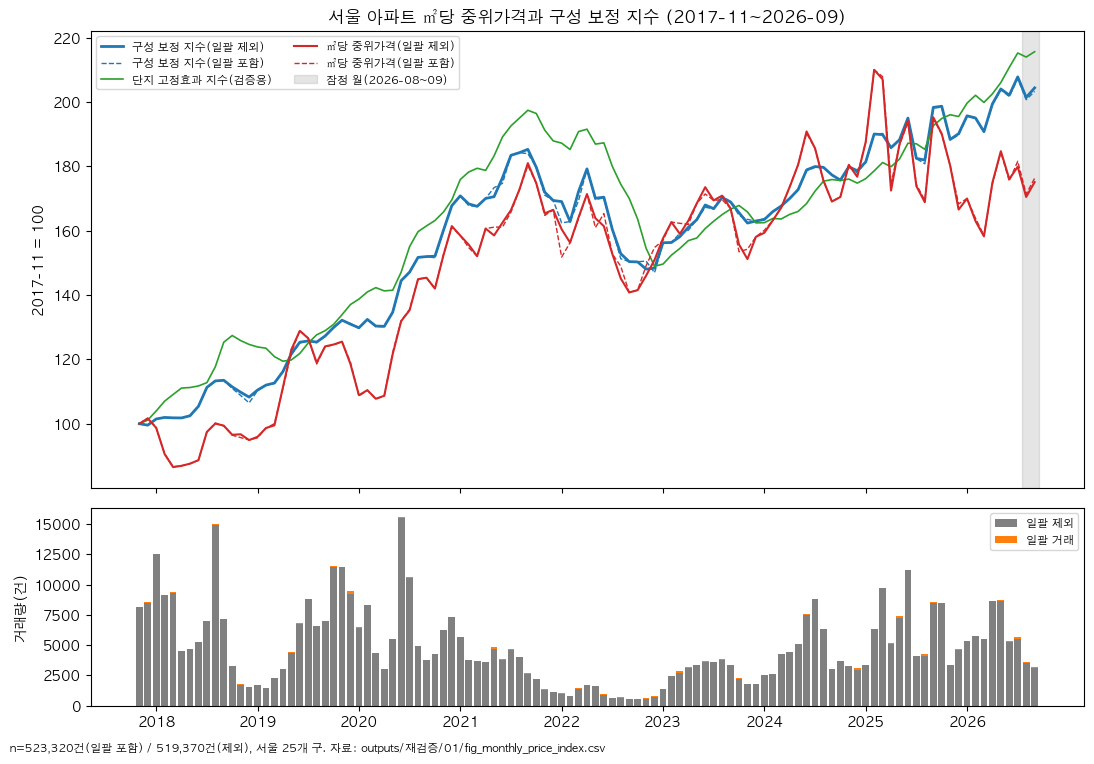 서울 아파트 ㎡당 중위가격과 구성 보정 지수 (2017-11~2026-09)
구성 보정 지수(일괄 제외)
구성 보정 지수(일괄 포함)
단지 고정효과 지수(검증용)
㎡당 중위가격(일괄 제외)
㎡당 중위가격(일괄 포함)
잠정 월(2026-08~09)
2017-11 = 100
220
200
180
160
140
120
100
일괄 제외
일괄 거래
거래량(건)
15000
12500
10000
7500
5000
2500
0
2018 2019 2020 2021 2022 2023 2024 2025 2026
n=523,320건(일괄 포함) / 519,370건(제외), 서울 25개 구. 자료: outputs/재검증/01/fig_monthly_price_index.csv